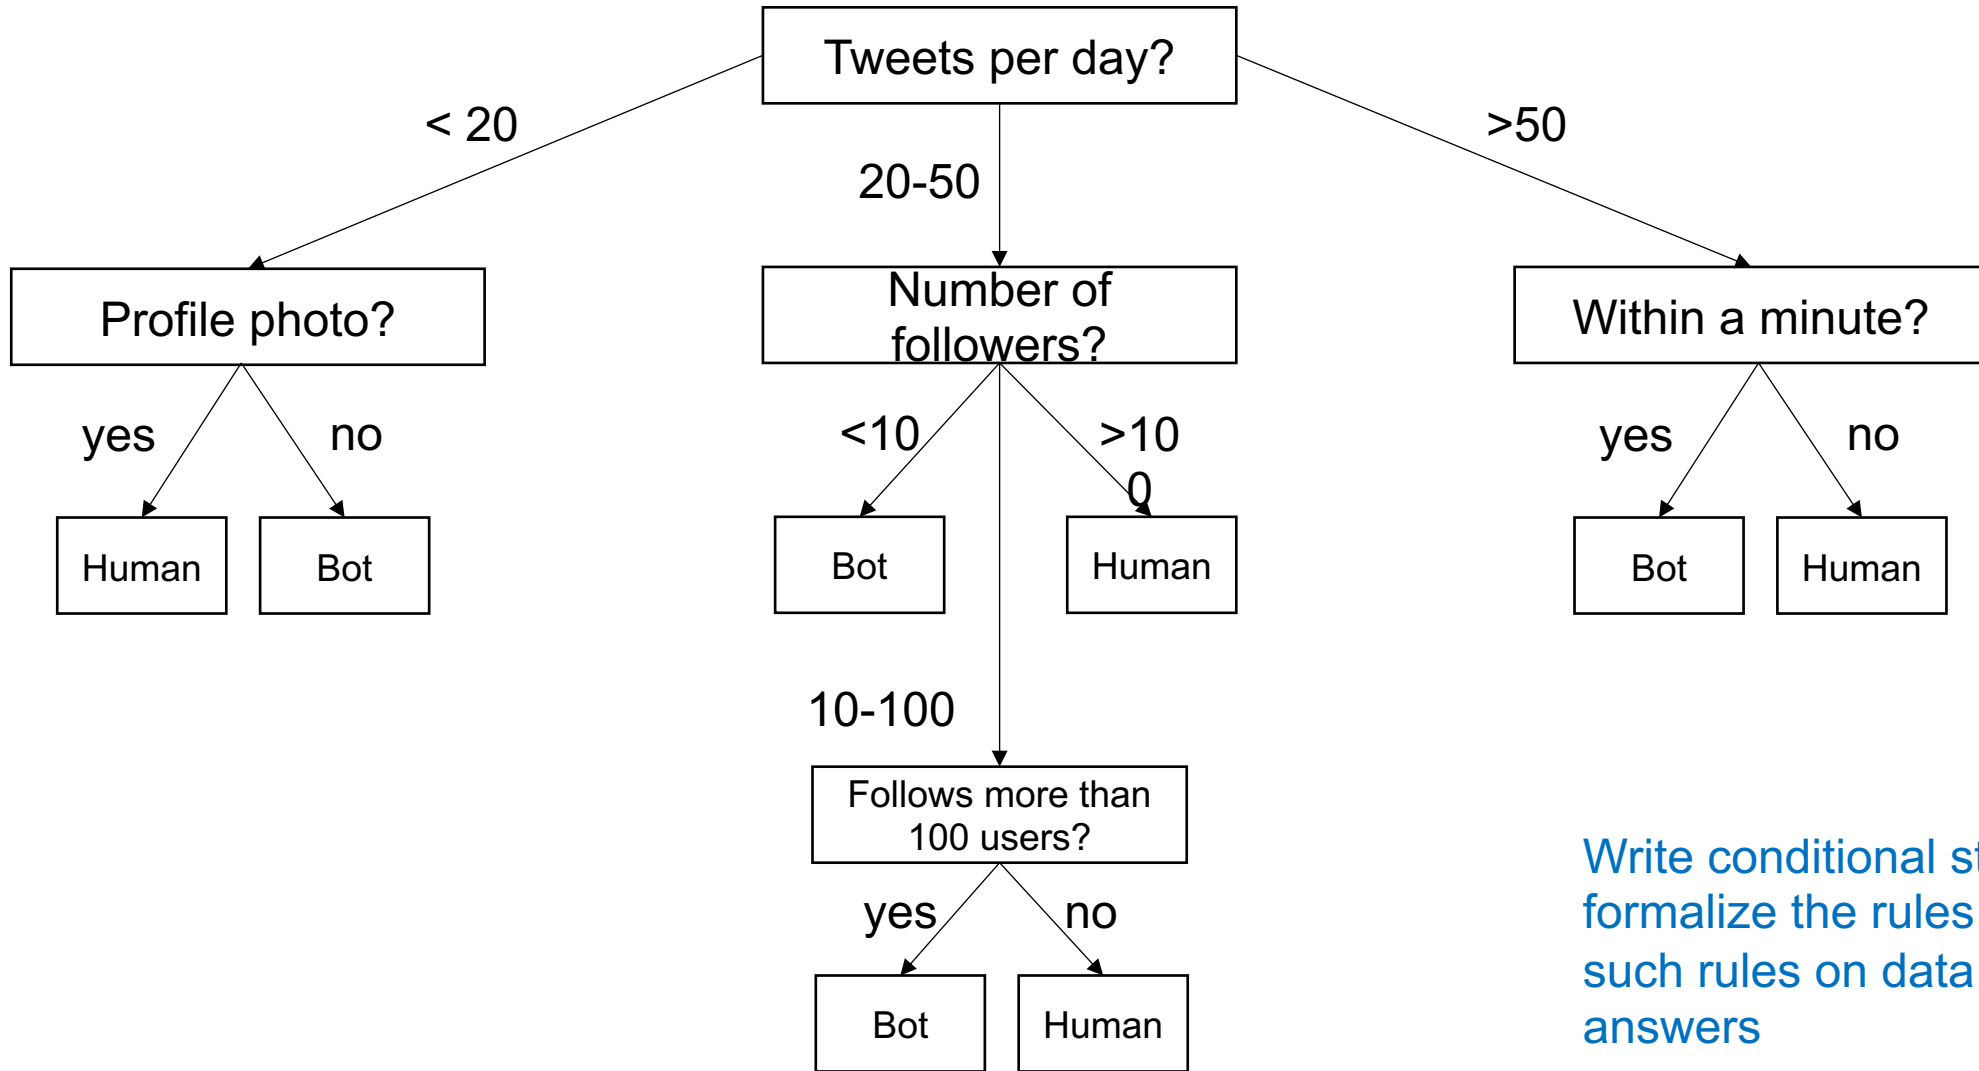 Tweets per day?
< 20
20-50
>50
Profile photo?
Number of
followers?
Within a minute?
yes
no
<10
>10
0
yes
no
Human
Bot
Bot
Human
Bot
Human
10-100
Follows more than
100 users?
yes
no
Bot
Human
Write conditional
formalize the rules
such rules on data
answers